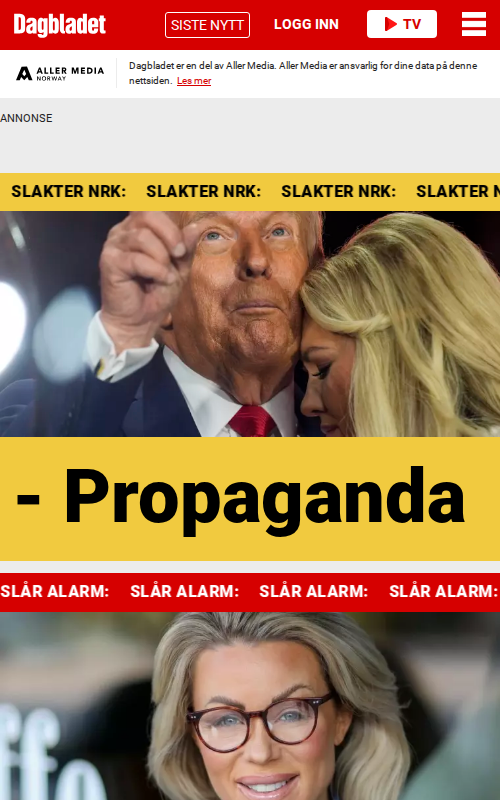 Dagbladet
SISTE NYTT
LOGG INN
TV
ALLER MEDIA
NORWAY
Dagbladet er en del av Aller Media. Aller Media er ansvarlig for dine data på denne
nettsiden. Les mer
ANNONSE
SLAKTER NRK: SLAKTER NRK: SLAKTER NRK: SLAKTER N
- Propaganda
SLÅR ALARM: SLÅR ALARM: SLÅR ALARM: SLÅR ALARM:
ffe